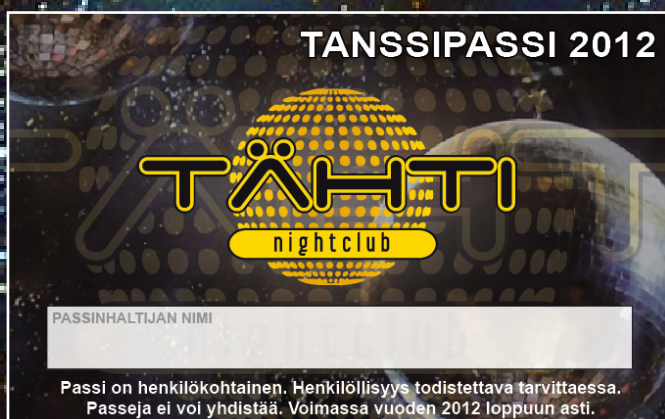 TANSSIPASSI 2012
TÄHTI
nightclub
PASSINHALTIJAN NIMI
Passi on henkilökohtainen. Henkilöllisyys todistettava tarvittaessa.
Passeja ei voi yhdistää. Voimassa vuoden 2012 loppuun asti.